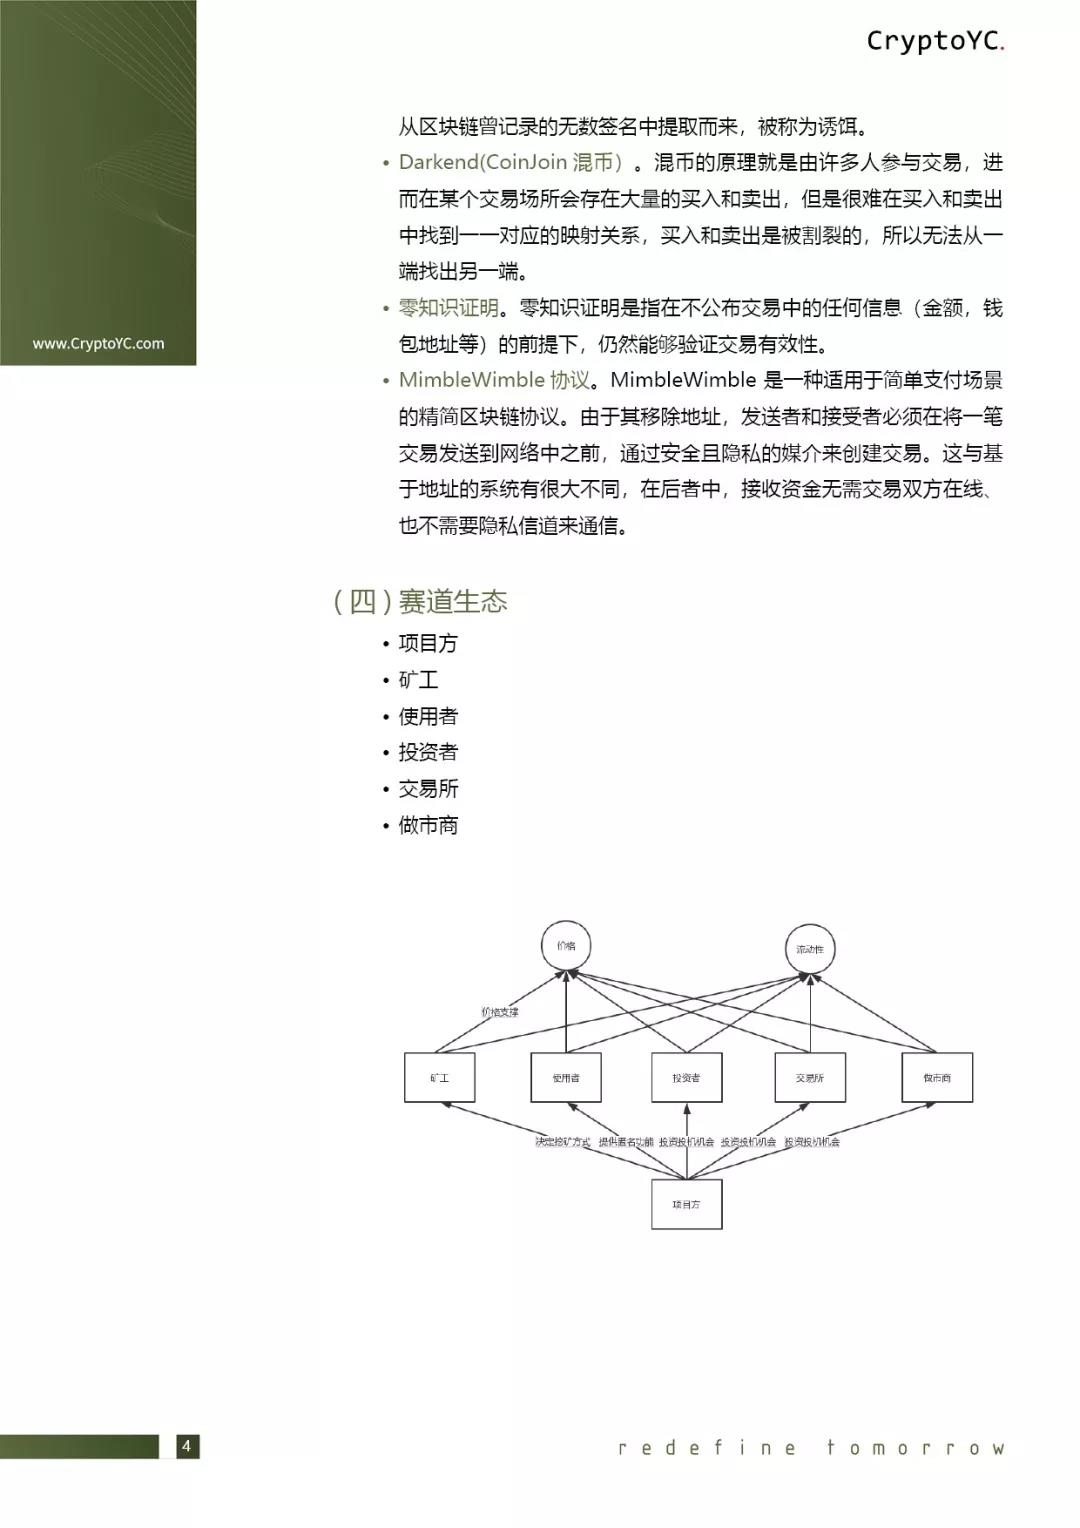 CryptoYC.
www.CryptoYC.com
从区块链曾记录的无数签名中提取而来，被称为诱饵。
• Darkend(CoinJoin 混币）。混币的原理就是由许多人参与交易，进
而在某个交易场所会存在大量的买入和卖出，但是很难在买入和卖出
中找到一一对应的映射关系，买入和卖出是被割裂的，所以无法从一
端找出另一端。
• 零知识证明。零知识证明是指在不公布交易中的任何信息（金额，钱
包地址等）的前提下，仍然能够验证交易有效性。
• MimbleWimble 协议。MimbleWimble 是一种适用于简单支付场景
的精简区块链协议。由于其移除地址，发送者和接受者必须在将一笔
交易发送到网络中之前，通过安全且隐私的媒介来创建交易。这与基
于地址的系统有很大不同，在后者中，接收资金无需交易双方在线、
也不需要隐私信道来通信。
（四）赛道生态
• 项目方
• 矿工
• 使用者
• 投资者
• 交易所
• 做市商
价格
流动性
价格支撑
矿工
使用者
投资者
交易所
做市商
决定挖矿方式
提供匿名功能
投资投机机会
投资投机机会
投资投机机会
项目方
4
redefine tomorrow